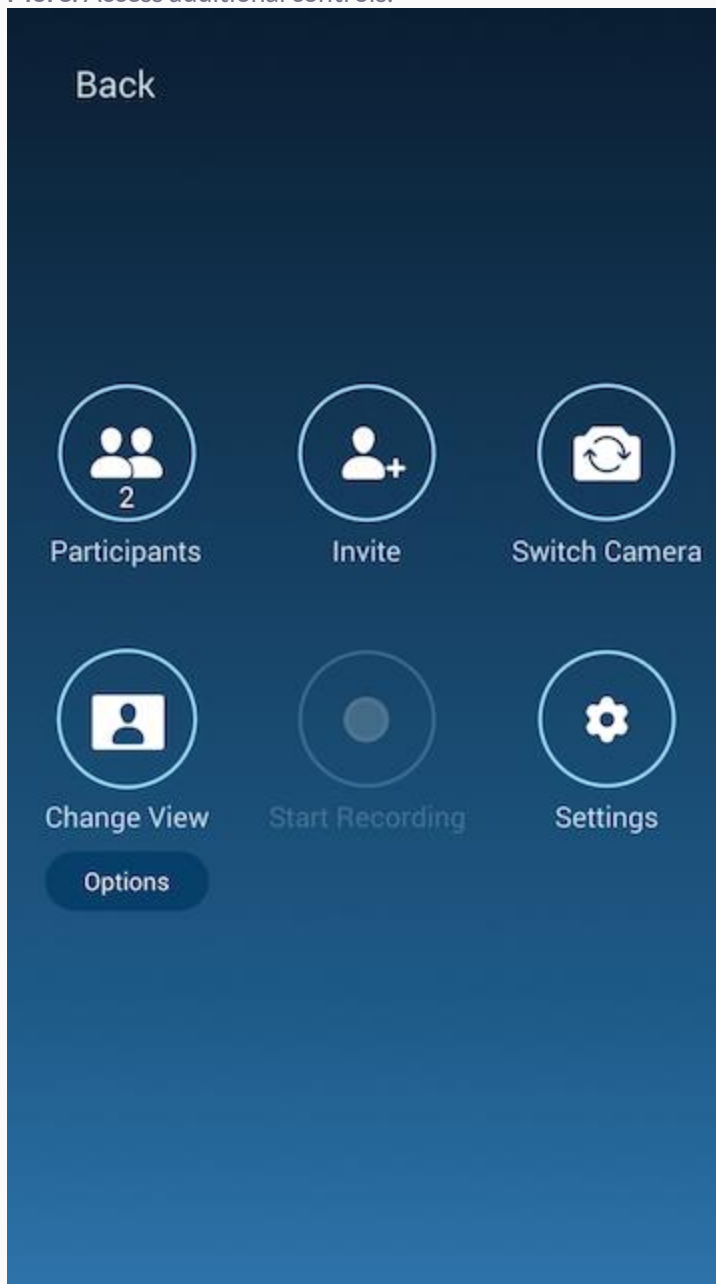 Back
2
Participants
Invite
Switch Camera
Change View
Start Recording
Settings
Options